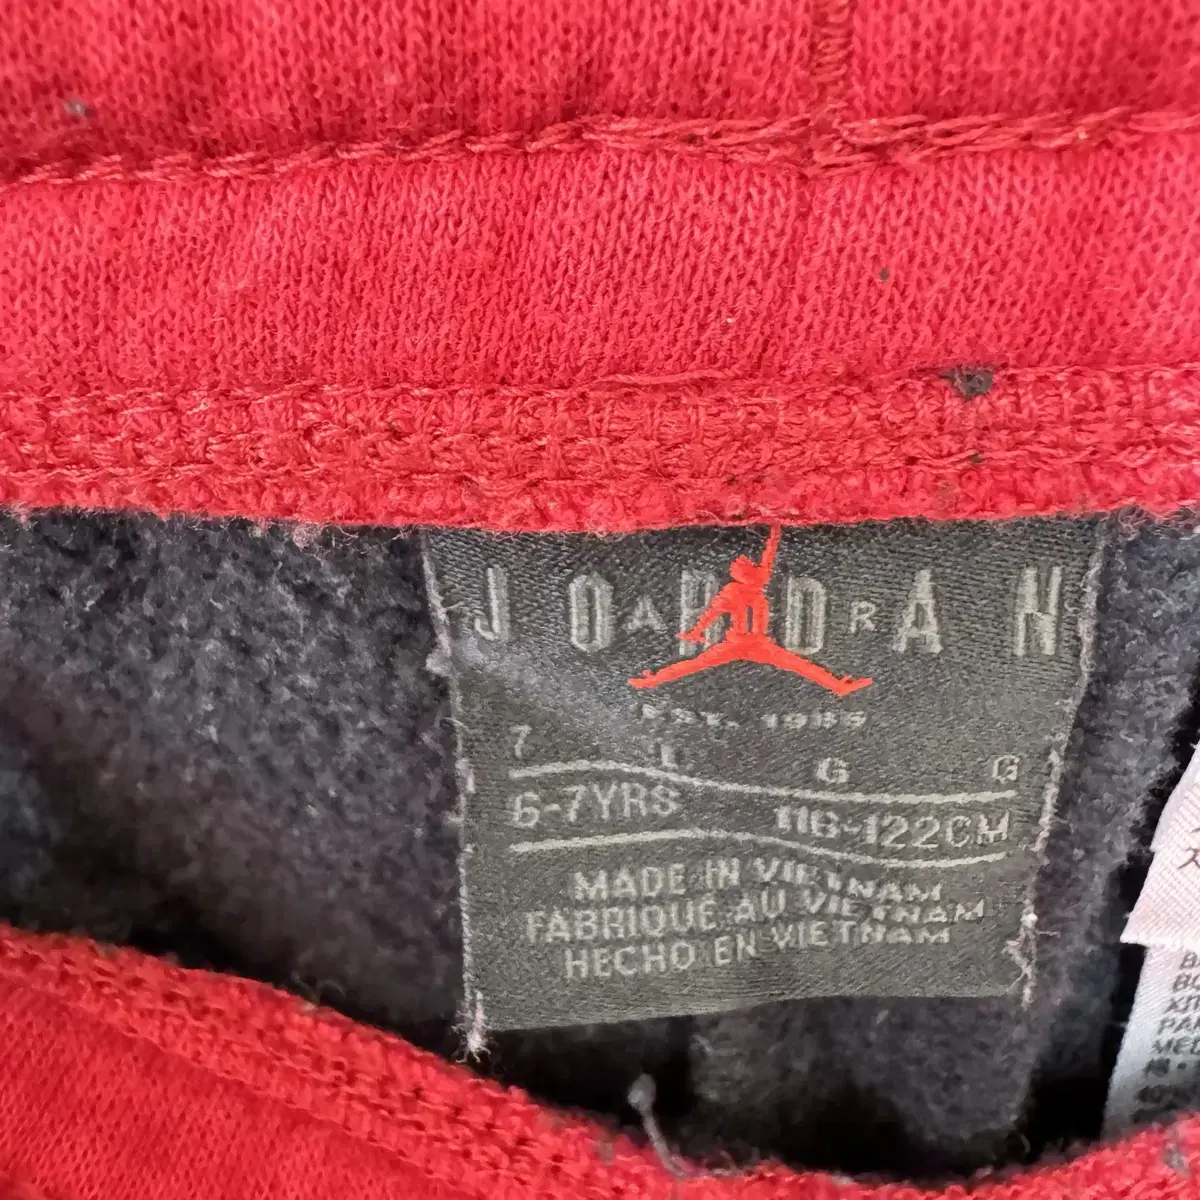 JORDAN
AIR
EST. 1985
7 L G G
6-7YRS 116-122CM
MADE IN VIETNAM
FABRIQUÉ AU VIETNAM
HECHO EN VIETNAM